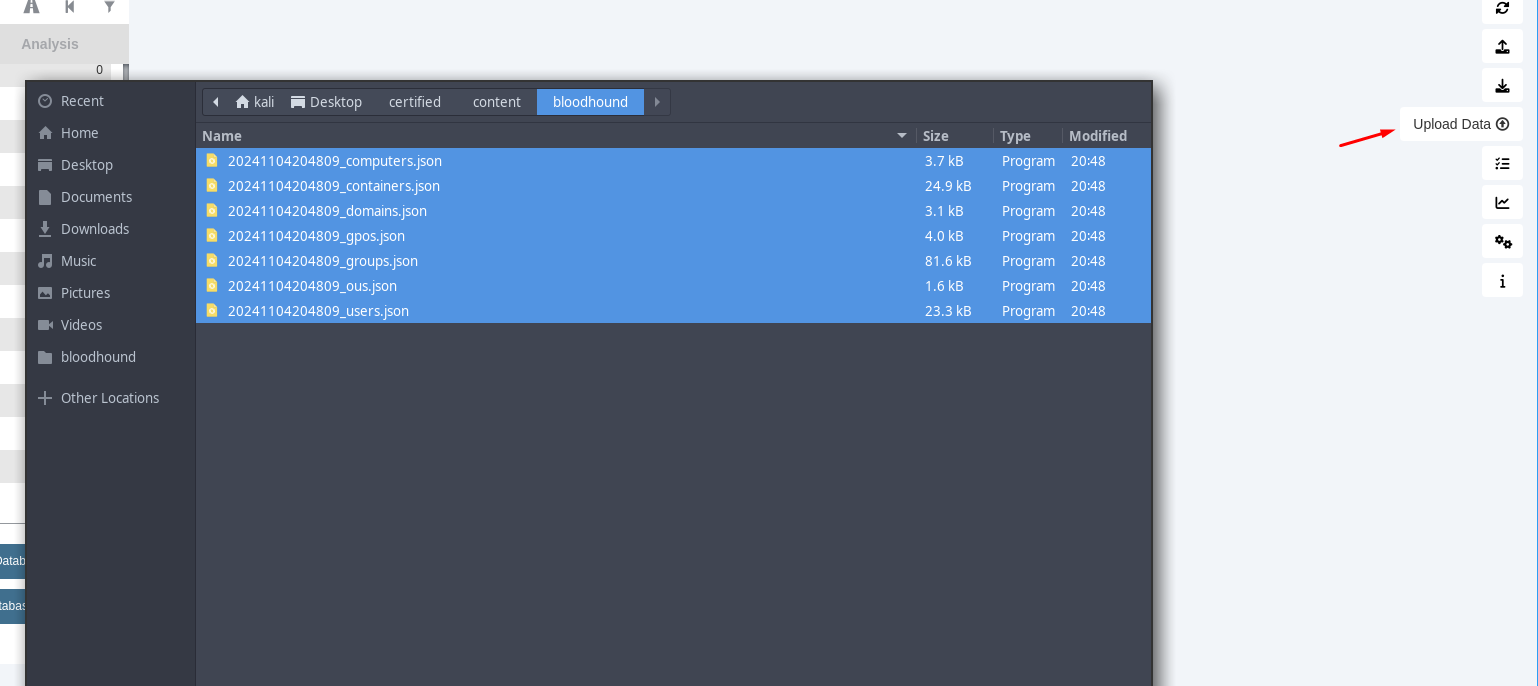 Analysis
0
Recent
Home
Desktop
Documents
Downloads
Music
Pictures
Videos
bloodhound
Other Locations
kali Desktop certified content bloodhound
Name Size Type Modified
20241104204809_computers.json 3.7 kB Program 20:48
20241104204809_containers.json 24.9 kB Program 20:48
20241104204809_domains.json 3.1 kB Program 20:48
20241104204809_gpos.json 4.0 kB Program 20:48
20241104204809_groups.json 81.6 kB Program 20:48
20241104204809_ous.json 1.6 kB Program 20:48
20241104204809_users.json 23.3 kB Program 20:48
Upload Data